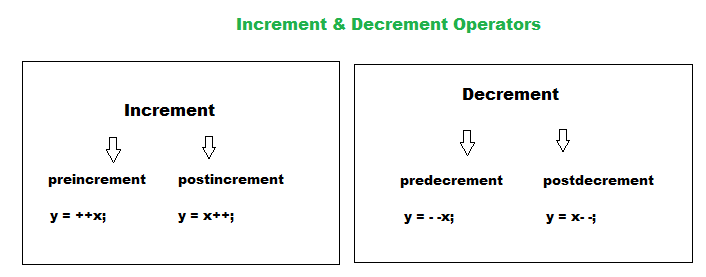 Increment & Decrement Operators
Increment
preincrement postincrement
y = ++x; y = x++;
Decrement
predecrement postdecrement
y = - -x; y = x- -;